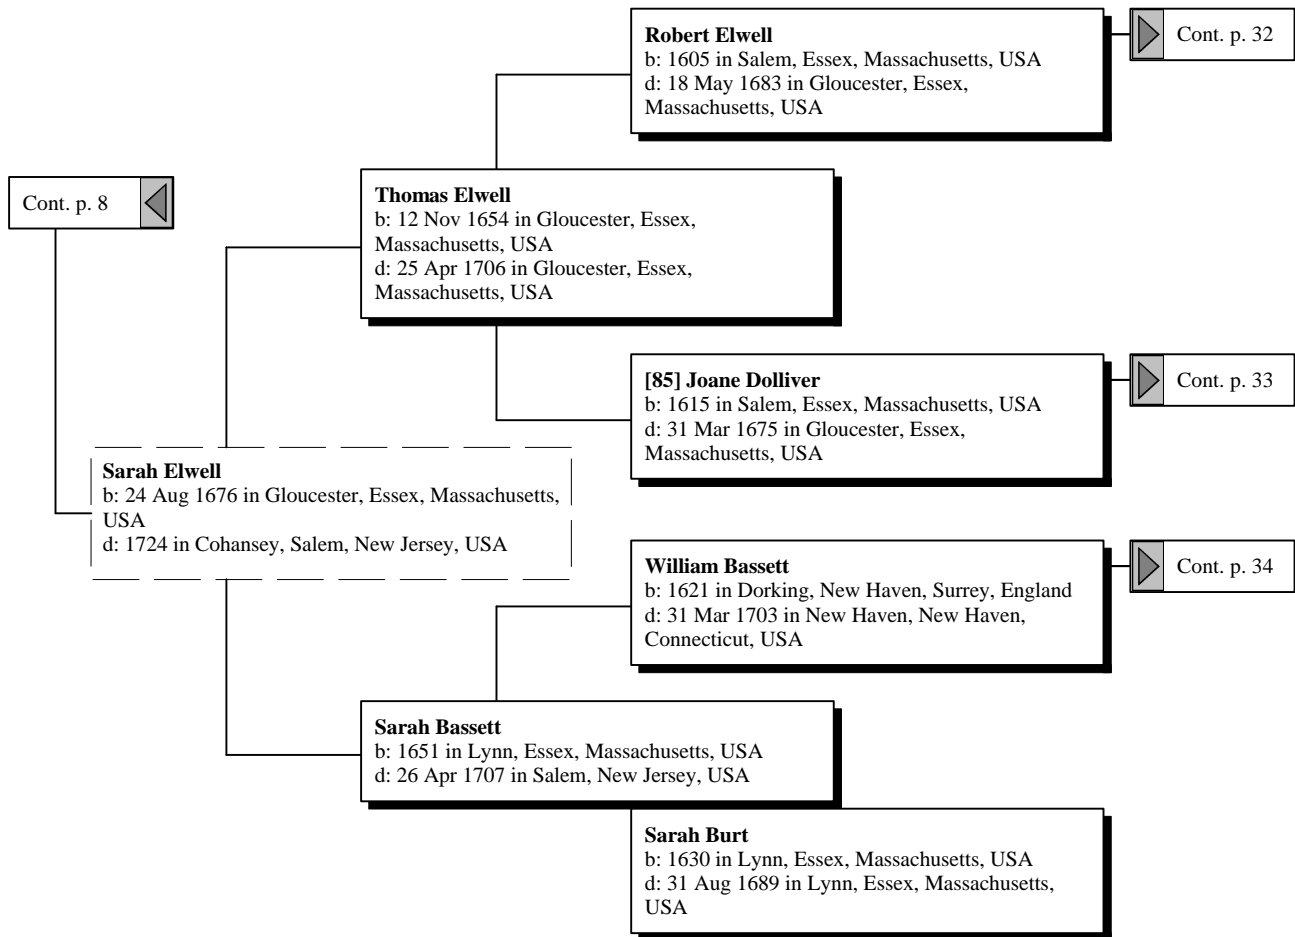 Robert Elwell
b: 1605 in Salem, Essex, Massachusetts, USA
d: 18 May 1683 in Gloucester, Essex,
Massachusetts, USA
Cont. p. 32
Thomas Elwell
b: 12 Nov 1654 in Gloucester, Essex,
Massachusetts, USA
d: 25 Apr 1706 in Gloucester, Essex,
Massachusetts, USA
Cont. p. 8
[85] Joane Dolliver
b: 1615 in Salem, Essex, Massachusetts, USA
d: 31 Mar 1675 in Gloucester, Essex,
Massachusetts, USA
Cont. p. 33
Sarah Elwell
b: 24 Aug 1676 in Gloucester, Essex, Massachusetts,
USA
d: 1724 in Cohansey, Salem, New Jersey, USA
William Bassett
b: 1621 in Dorking, New Haven, Surrey, England
d: 31 Mar 1703 in New Haven, New Haven,
Connecticut, USA
Cont. p. 34
Sarah Bassett
b: 1651 in Lynn, Essex, Massachusetts, USA
d: 26 Apr 1707 in Salem, New Jersey, USA
Sarah Burt
b: 1630 in Lynn, Essex, Massachusetts, USA
d: 31 Aug 1689 in Lynn, Essex, Massachusetts,
USA